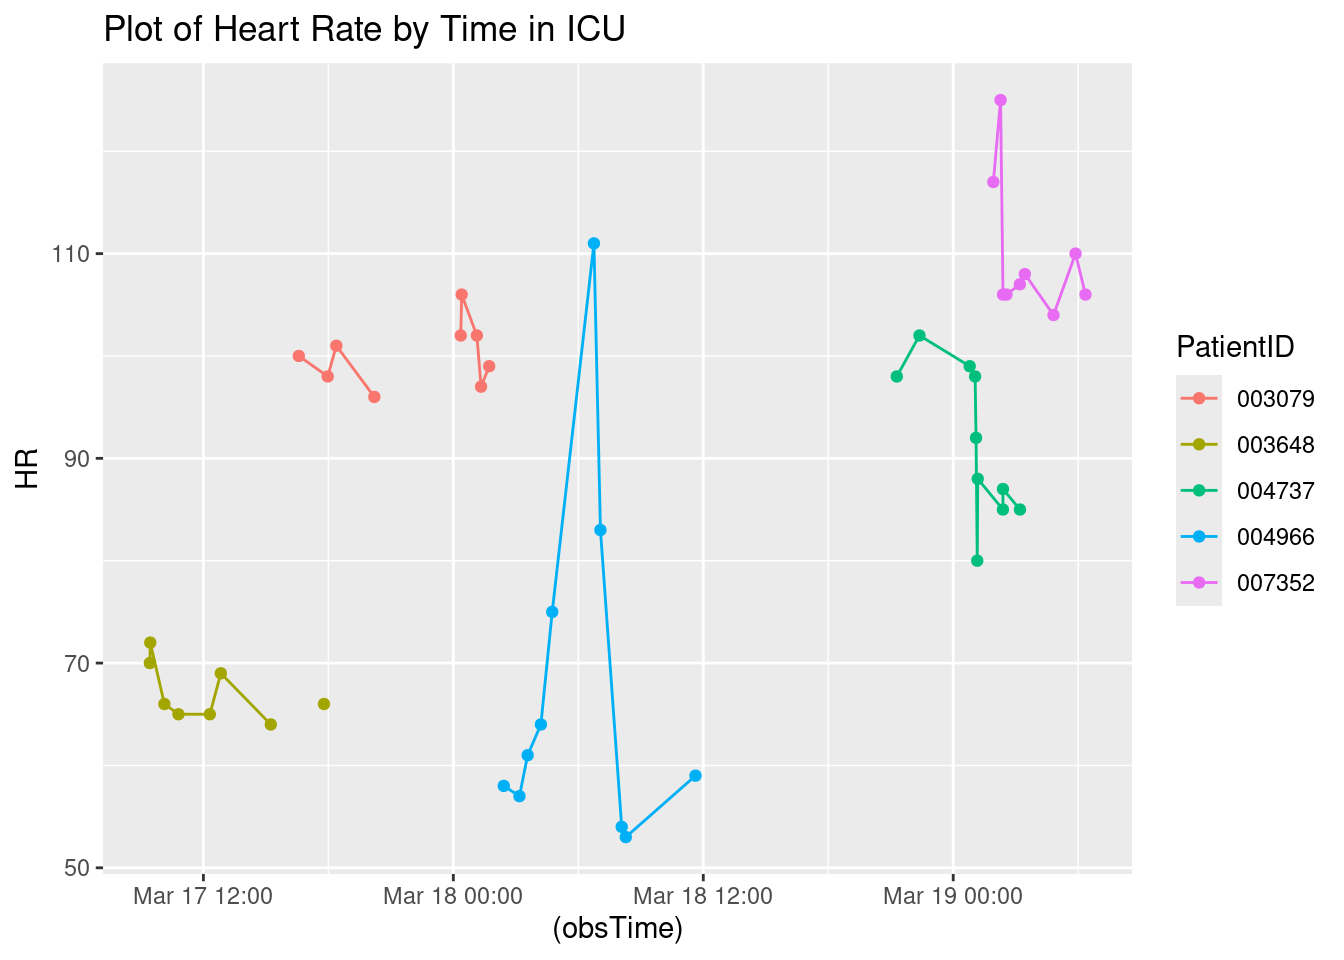 Plot of Heart Rate by Time in ICU
HR
110
90
70
50
Mar 17 12:00
Mar 18 00:00
Mar 18 12:00
Mar 19 00:00
(obsTime)
PatientID
003079
003648
004737
004966
007352